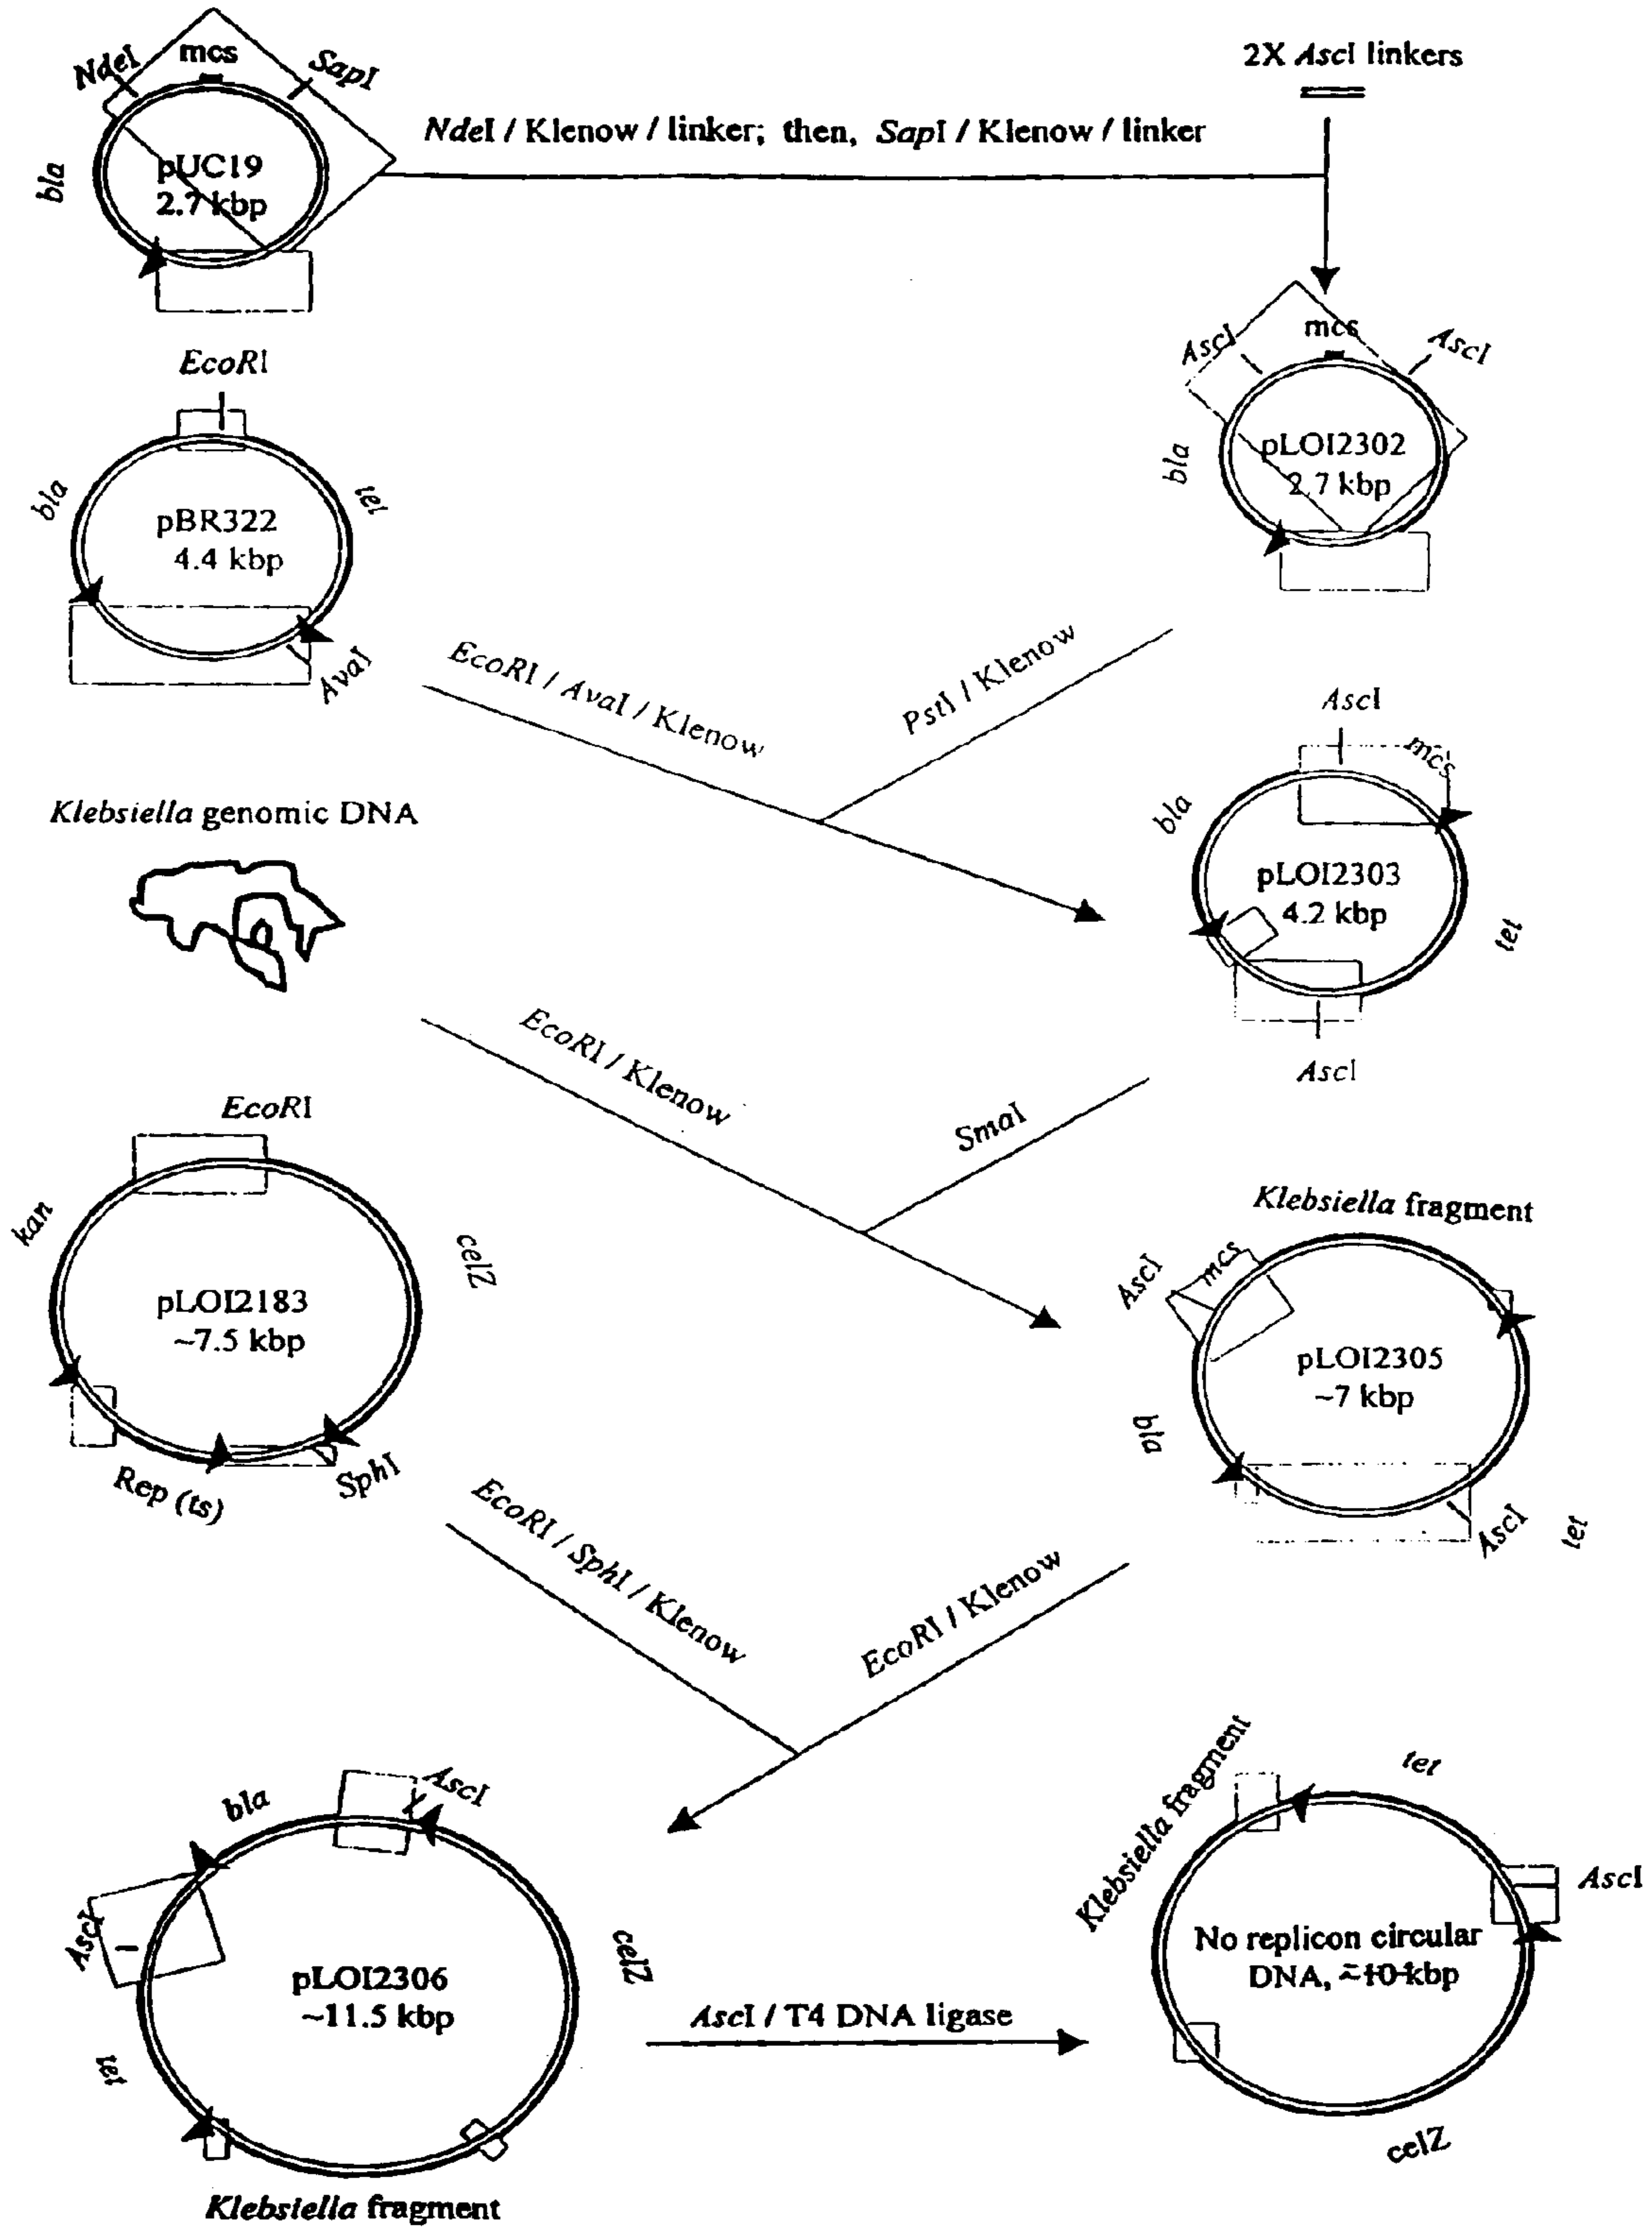 NdeI
mcs
SapI
2X AscI linkers
NdeI / Klenow / linker; then, SapI / Klenow / linker
bla
pUC19
2.7 kbp
AscI
mcs
AscI
bla
pLOI2302
2.7 kbp
EcoRI
bla
tet
pBR322
4.4 kbp
AvaI
EcoRI / AvaI / Klenow
PstI / Klenow
AscI
mcs
bla
pLOI2303
4.2 kbp
tet
AscI
Klebsiella genomic DNA
EcoRI / Klenow
SmaI
EcoRI
kan
celZ
pLOI2183
~7.5 kbp
Rep (ts)
SphI
Klebsiella fragment
AscI
mcs
pLOI2305
~7 kbp
bla
AscI
tet
EcoRI / SphI / Klenow
EcoRI / Klenow
bla
AscI
AscI
celZ
pLOI2306
~11.5 kbp
tet
Klebsiella fragment
AscI / T4 DNA ligase
Klebsiella fragment
tet
AscI
No replicon circular
DNA, ~10 kbp
celZ